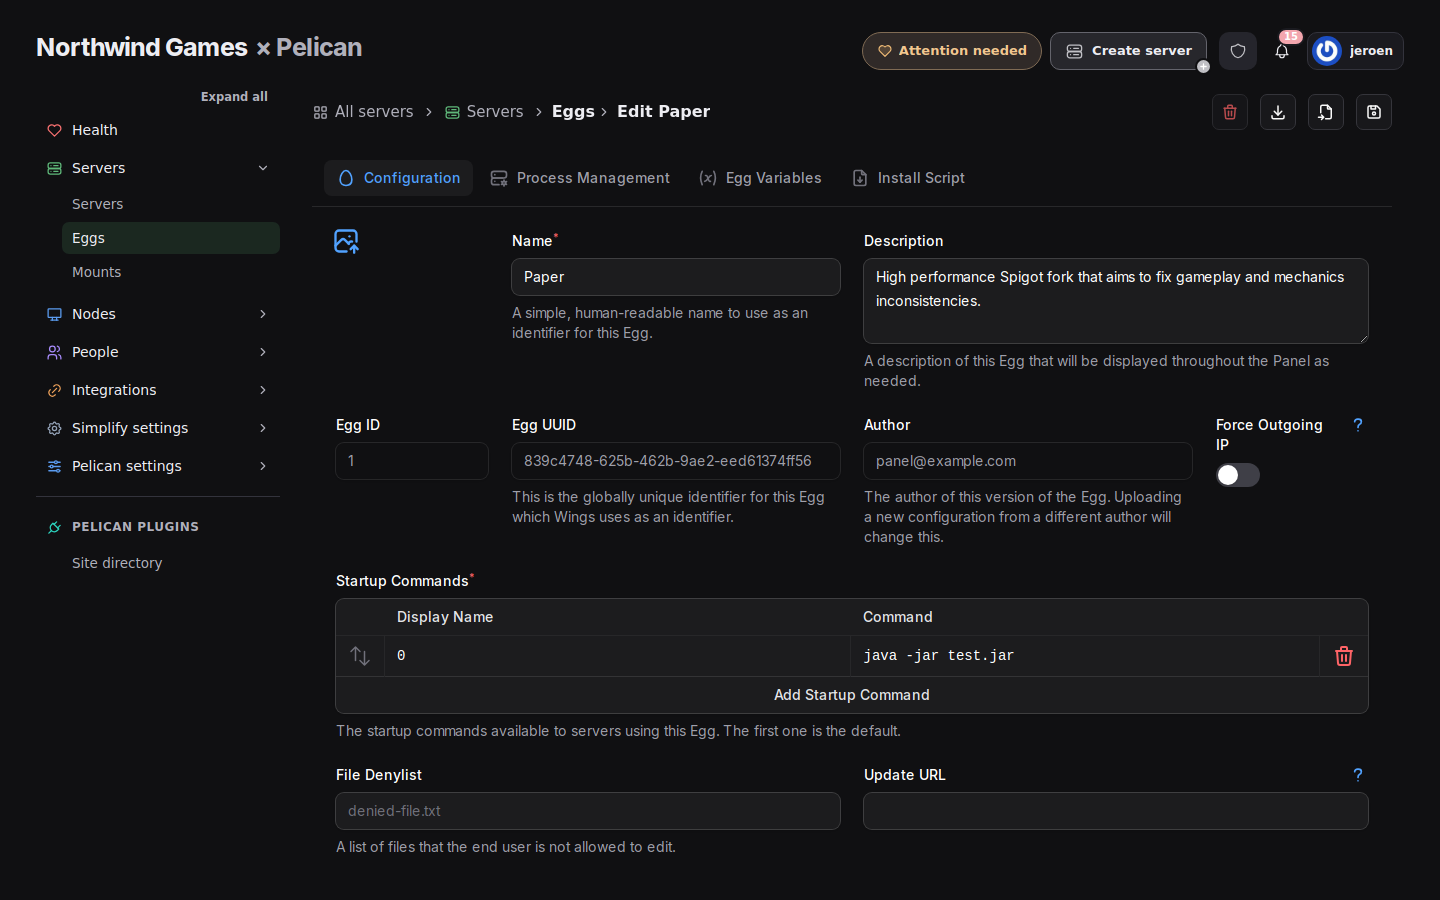 Northwind Games × Pelican
Attention needed
Create server
15
jeroen
Expand all
Health
Servers
Servers
Eggs
Mounts
Nodes
People
Integrations
Simplify settings
Pelican settings
PELICAN PLUGINS
Site directory
All servers > Servers > Eggs > Edit Paper
Configuration
Process Management
Egg Variables
Install Script
Name*
Paper
A simple, human-readable name to use as an
identifier for this Egg.
Description
High performance Spigot fork that aims to fix gameplay and mechanics
inconsistencies.
A description of this Egg that will be displayed throughout the Panel as
needed.
Egg ID
1
Egg UUID
839c4748-625b-462b-9ae2-eed61374ff56
This is the globally unique identifier for this Egg
which Wings uses as an identifier.
Author
panel@example.com
The author of this version of the Egg. Uploading
a new configuration from a different author will
change this.
Force Outgoing
IP
?
Startup Commands*
Display Name
Command
0
java -jar test.jar
Add Startup Command
The startup commands available to servers using this Egg. The first one is the default.
File Denylist
denied-file.txt
A list of files that the end user is not allowed to edit.
Update URL
?